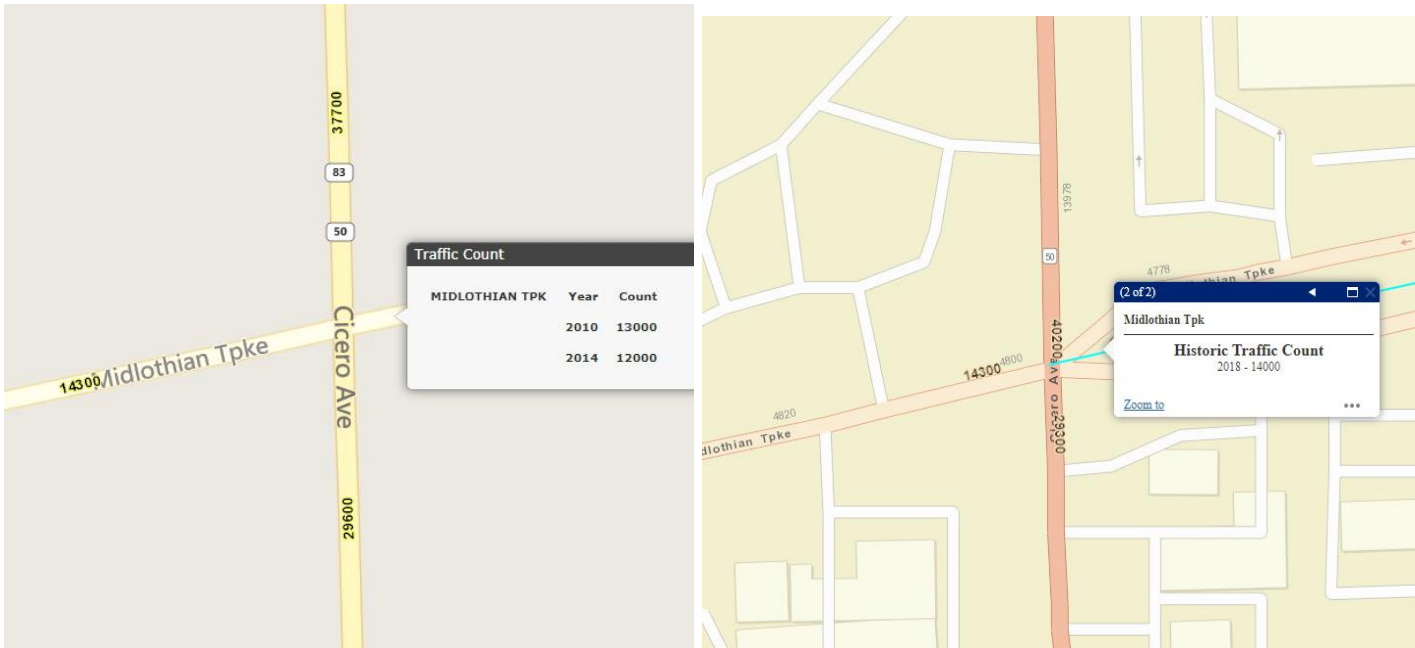 37700
83
50
Traffic Count
MIDLOTHIAN TPK Year Count
2010 13000
2014 12000
Cicero Ave
Midlothian Tpke
14300
29600
13978
50
4778
Tpke
(2 of 2)
Midlothian Tpk
Historic Traffic Count
2018 - 14000
Zoom to
40200
14300
4800
4820
dlothian Tpke
29300